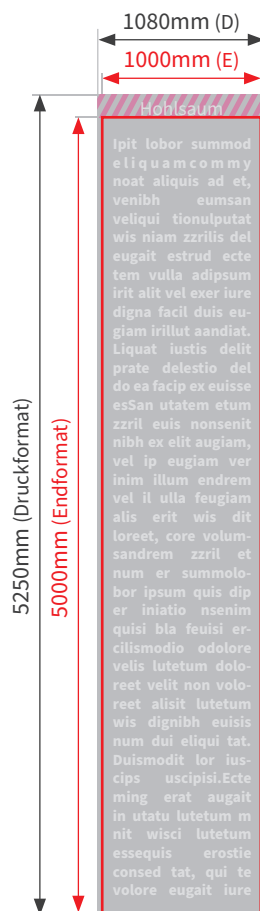 1080mm (D)
1000mm (E)
Hohlsaum
5250mm (Druckformat)
5000mm (Endformat)
Ipit lobor summod
eliquamcommy
noat aliquis ad et,
venibh eumsan
veliqui tionulputat
wis niam zzrilis del
eugait estrud ecte
tem vulla adipsum
irit alit vel exer iure
digna facil duis eu-
giam irillut aandiat.
Liquat iustis delit
prate delestio del
do ea facip ex euisse
esSan utatem etum
zzril euis nonsenit
nibh ex elit augiam,
vel ip eugiam ver
inim illum endrem
vel il ulla feugiam
alis erit wis dit
loreet, core volum-
sandrem zzril et
num er summolo-
bor ipsum quis dip
er iniatio nsenim
quisi bla feuisi er-
cilismodio odolore
velis lutetum dolo-
reet velit non volo-
reet alisit lutetum
wis dignibh euisis
num dui eliqui tat.
Duismodit lor ius-
cips uscipisi.Ecte
ming erat augait
in utatu lutetum m
nit wisci lutetum
essequis erostie
consed tat, qui te
volore eugait iure